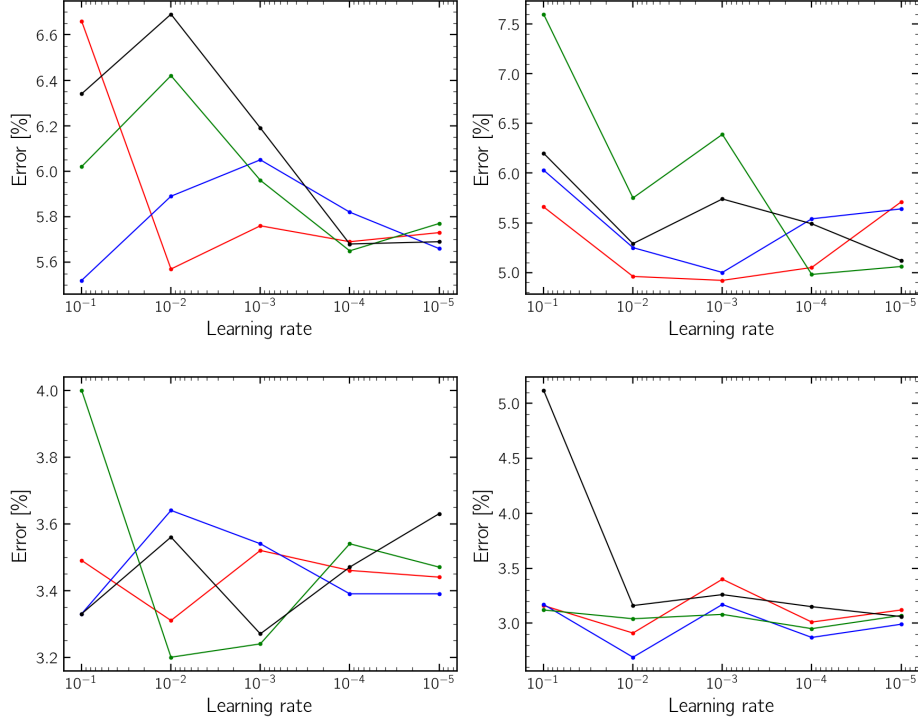 6.6
6.4
6.2
6.0
5.8
5.6
Error [%]
10⁻¹ 10⁻² 10⁻³ 10⁻⁴ 10⁻⁵
Learning rate
7.5
7.0
6.5
6.0
5.5
5.0
Error [%]
10⁻¹ 10⁻² 10⁻³ 10⁻⁴ 10⁻⁵
Learning rate
4.0
3.8
3.6
3.4
3.2
Error [%]
10⁻¹ 10⁻² 10⁻³ 10⁻⁴ 10⁻⁵
Learning rate
5.0
4.5
4.0
3.5
3.0
Error [%]
10⁻¹ 10⁻² 10⁻³ 10⁻⁴ 10⁻⁵
Learning rate